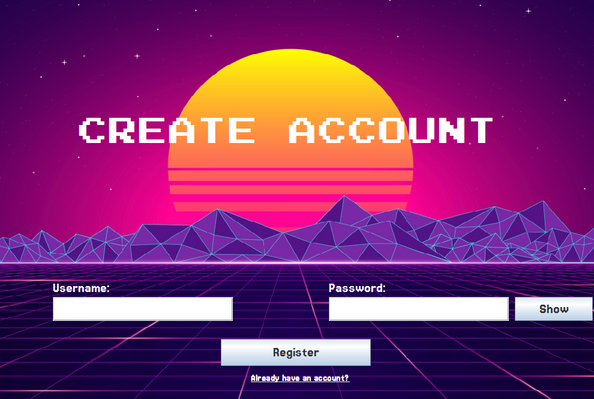 CREATE ACCOUNT
Username:
Password:
Show
Register
Already have an account?